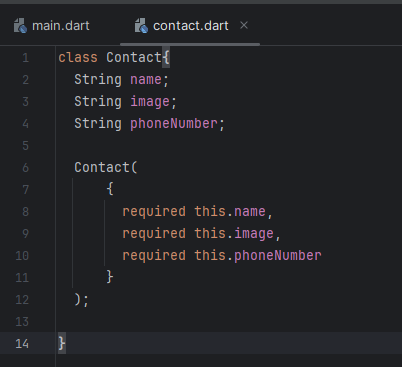 main.dart contact.dart
1 class Contact{
2 String name;
3 String image;
4 String phoneNumber;
5
6 Contact(
7 {
8 required this.name,
9 required this.image,
10 required this.phoneNumber
11 }
12 );
13
14 }